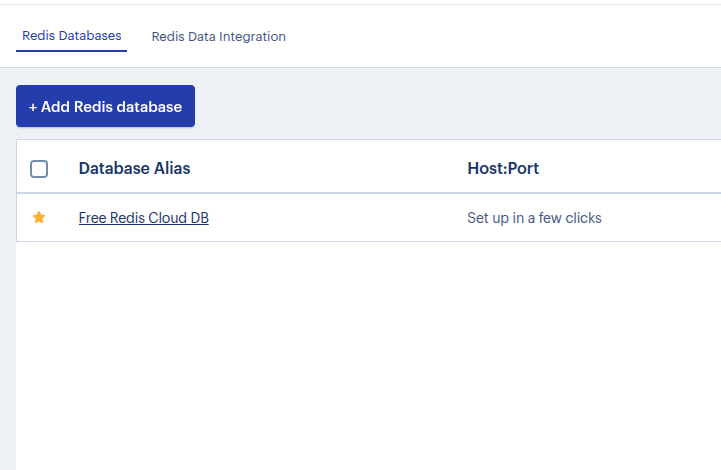 Redis Databases Redis Data Integration
+ Add Redis database
Database Alias Host:Port
Free Redis Cloud DB Set up in a few clicks